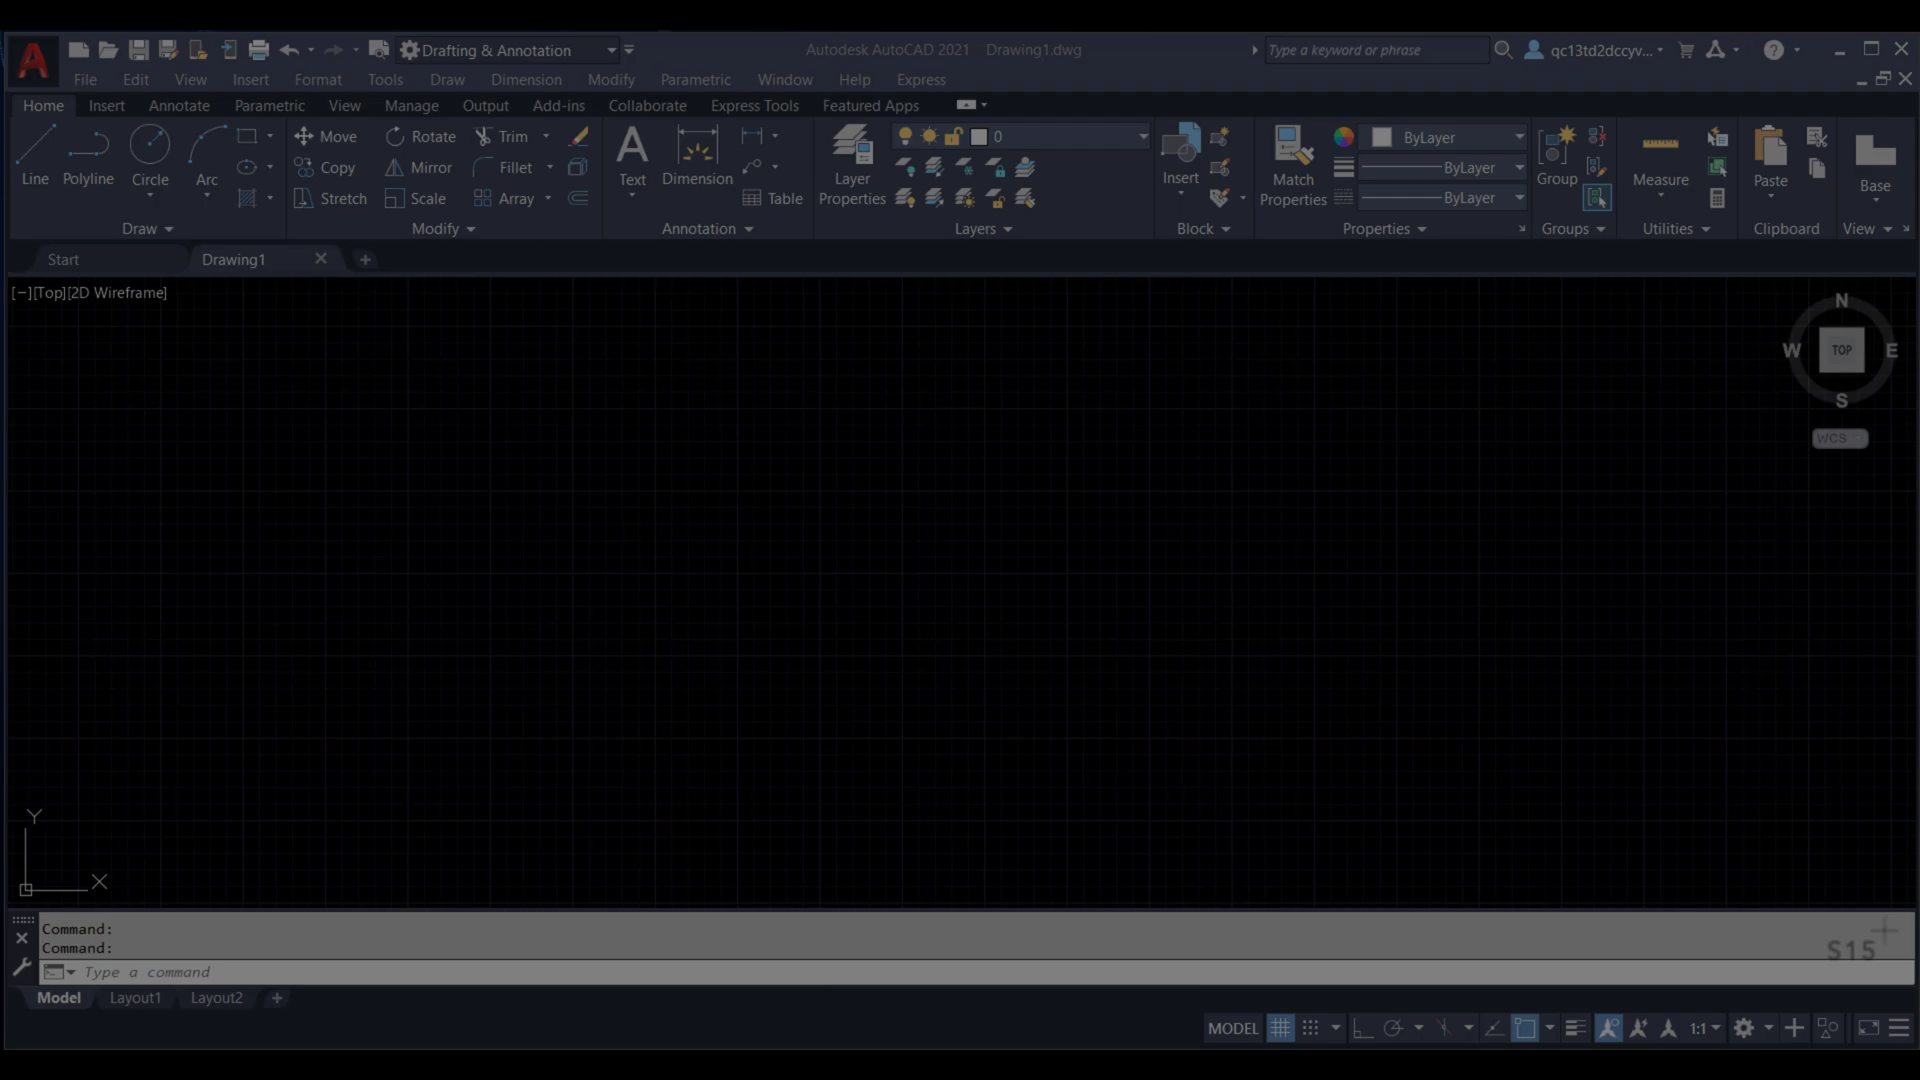 Drafting & Annotation
Autodesk AutoCAD 2021 Drawing1.dwg
Type a keyword or phrase
qc13td2dccyv...
File Edit View Insert Format Tools Draw Dimension Modify Parametric Window Help Express
Home Insert Annotate Parametric View Manage Output Add-ins Collaborate Express Tools Featured Apps
Line
Polyline
Circle
Arc
Draw
Move
Rotate
Trim
Copy
Mirror
Fillet
Stretch
Scale
Array
Modify
Text
Dimension
Table
Annotation
Layer
Properties
0
Layers
Insert
Block
Match
Properties
ByLayer
ByLayer
ByLayer
Properties
Group
Groups
Measure
Utilities
Paste
Clipboard
Base
View
Start
Drawing1
[−][Top][2D Wireframe]
N
W
TOP
E
S
WCS
Y
X
Command:
Command:
S15
Type a command
Model
Layout1
Layout2
MODEL
1:1